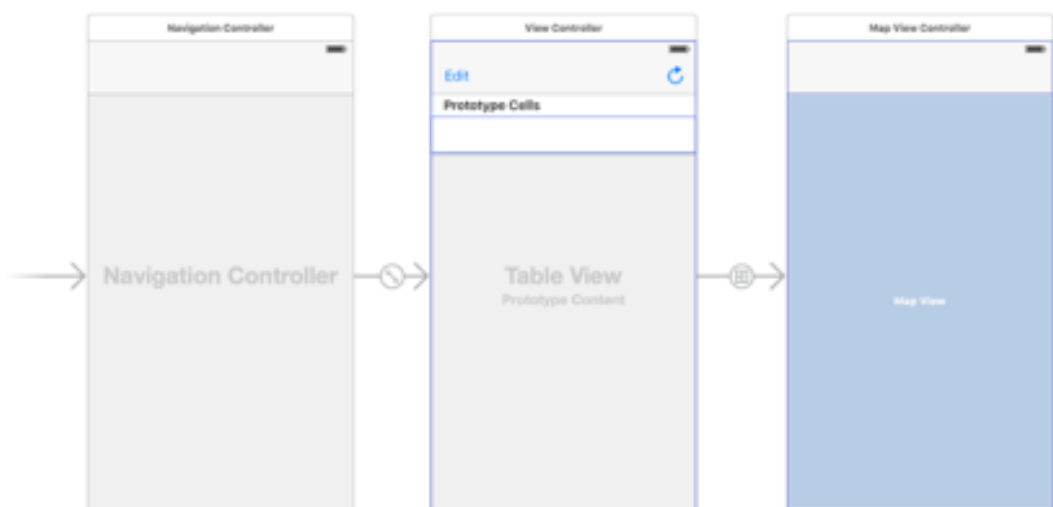 Navigation Controller
View Controller
Map View Controller
Edit
Prototype Cells
Navigation Controller
Table View
Prototype Content
Map View